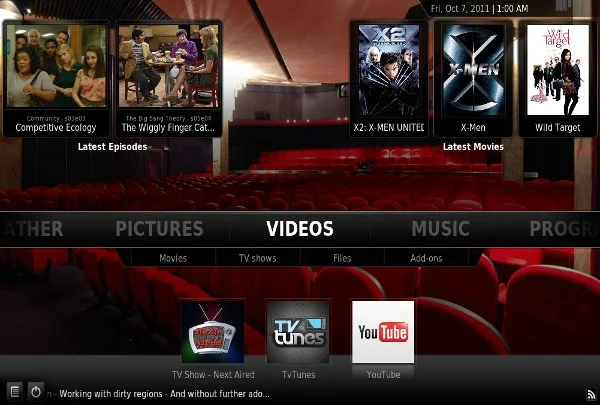 Fri, Oct 7, 2011 | 1:00 AM
Community - s03e03
Competitive Ecology
The Big Bang Theory - s05e04
The Wiggly Finger Cat...
Latest Episodes
X2
X2: X-MEN UNITED
X-MEN
X-Men
Wild Target
Wild Target
Latest Movies
ATHER
PICTURES
VIDEOS
MUSIC
PROGRA
Movies
TV shows
Files
Add-ons
TV Show - Next Aired
TV tunes
TvTunes
YouTube
YouTube
n - Working with dirty regions - And without further ado...